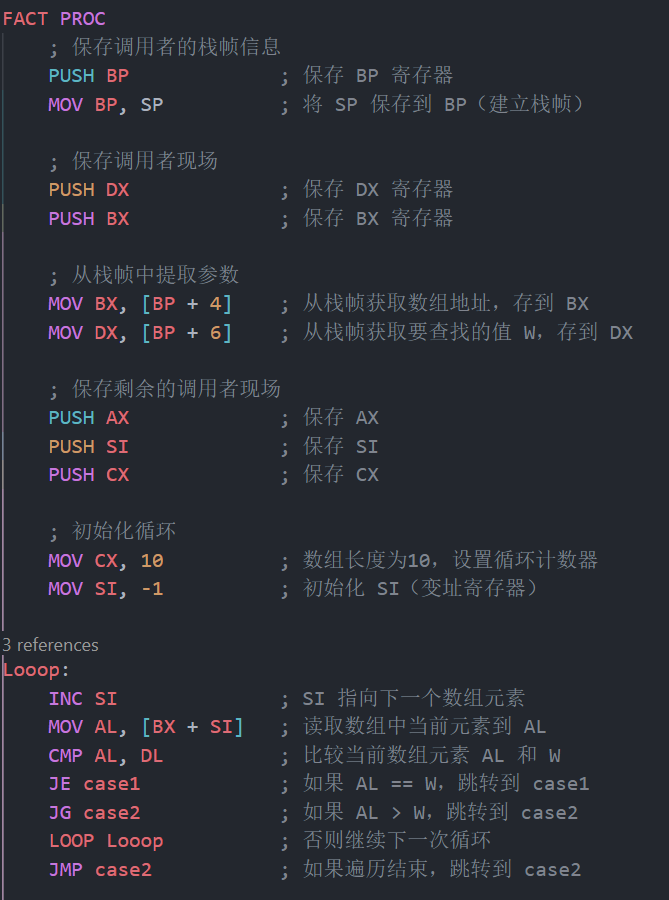 FACT PROC
; 保存调用者的栈帧信息
PUSH BP ; 保存 BP 寄存器
MOV BP, SP ; 将 SP 保存到 BP（建立栈帧）
; 保存调用者现场
PUSH DX ; 保存 DX 寄存器
PUSH BX ; 保存 BX 寄存器
; 从栈帧中提取参数
MOV BX, [BP + 4] ; 从栈帧获取数组地址，存到 BX
MOV DX, [BP + 6] ; 从栈帧获取要查找的值 W，存到 DX
; 保存剩余的调用者现场
PUSH AX ; 保存 AX
PUSH SI ; 保存 SI
PUSH CX ; 保存 CX
; 初始化循环
MOV CX, 10 ; 数组长度为10，设置循环计数器
MOV SI, -1 ; 初始化 SI（变址寄存器）
3 references
Looop:
INC SI ; SI 指向下一个数组元素
MOV AL, [BX + SI] ; 读取数组中当前元素到 AL
CMP AL, DL ; 比较当前数组元素 AL 和 W
JE case1 ; 如果 AL == W，跳转到 case1
JG case2 ; 如果 AL > W，跳转到 case2
LOOP Looop ; 否则继续下一次循环
JMP case2 ; 如果遍历结束，跳转到 case2